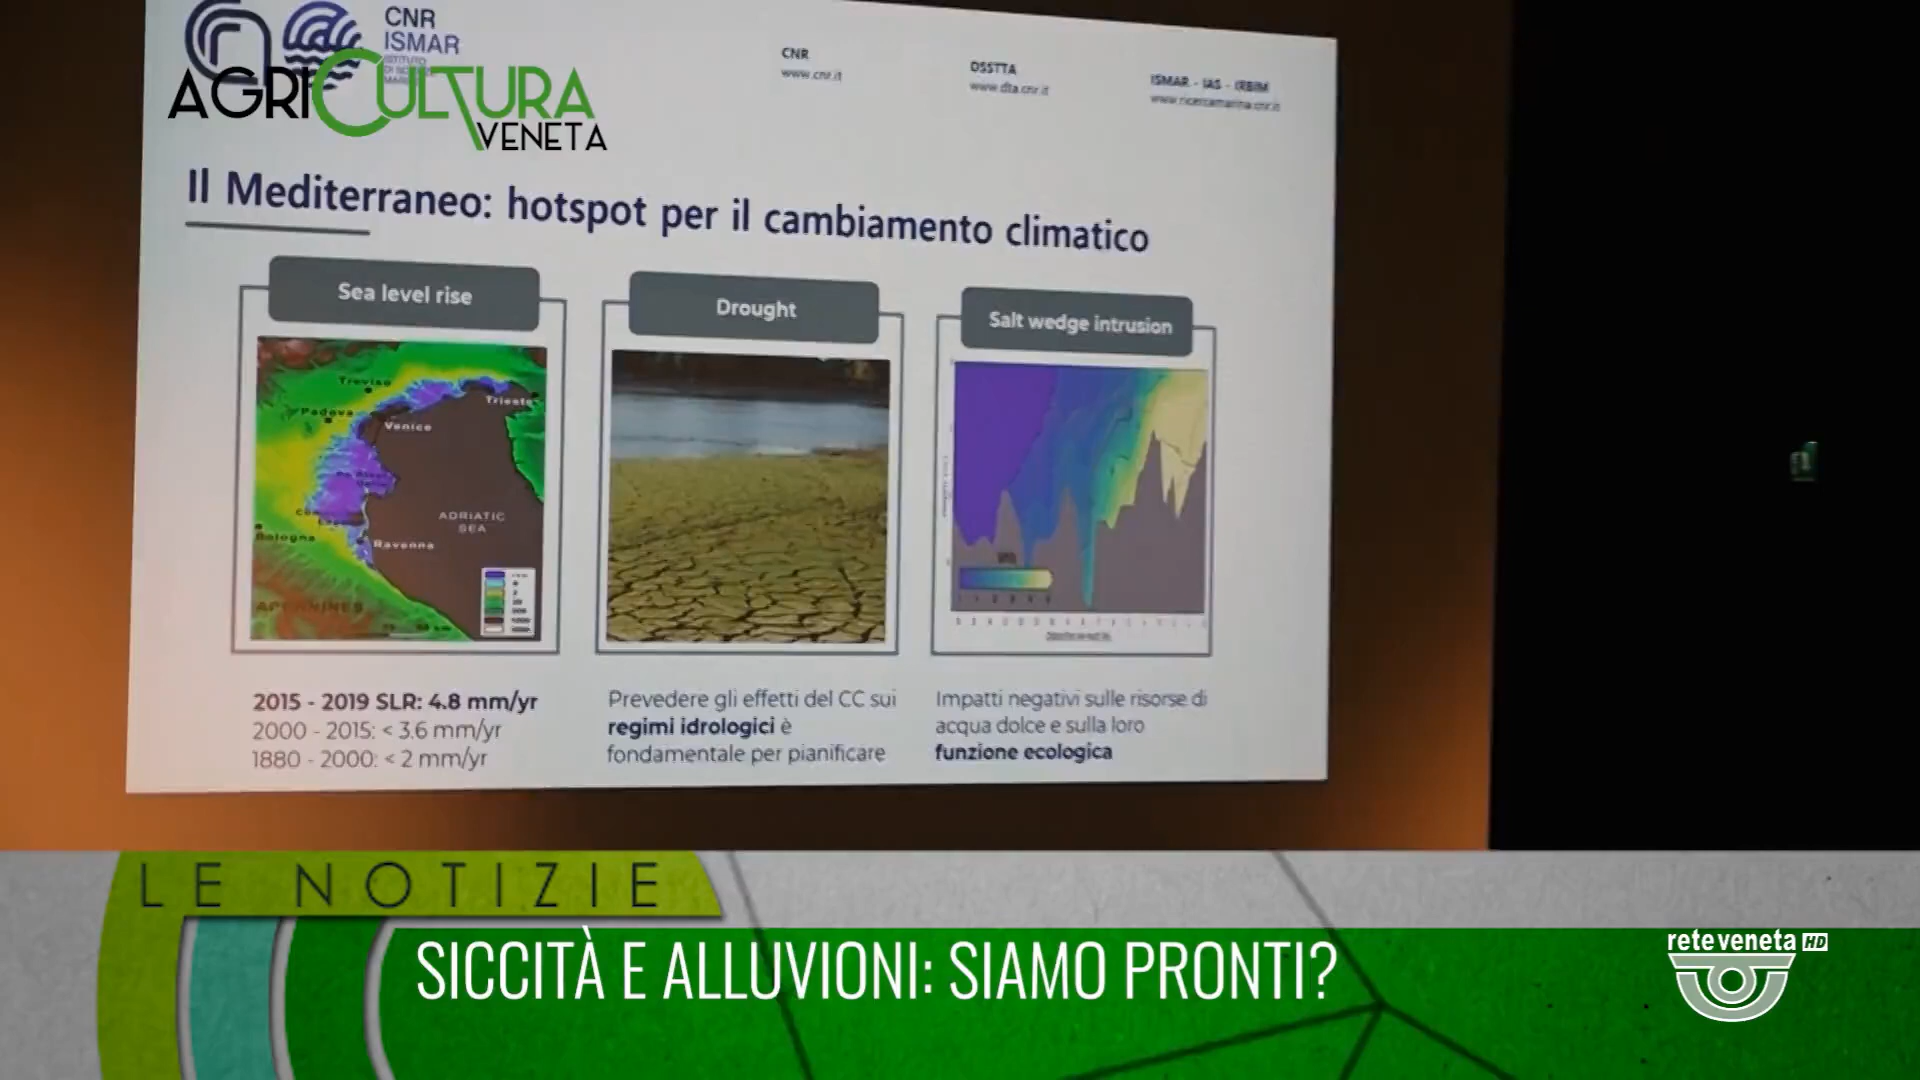 CNR
ISMAR
AGRICULTURA
VENETA
CNR
www.cnr.it
DSSTTA
www.dta.cnr.it
ISMAR - IAS - IRBIM
www.ricercamarina.cnr.it
Il Mediterraneo: hotspot per il cambiamento climatico
Sea level rise
Treviso
Trieste
Padova
Venice
ADRIATIC
SEA
Bologna
Ravenna
APENNINES
2015 - 2019 SLR: 4.8 mm/yr
2000 - 2015: < 3.6 mm/yr
1880 - 2000: < 2 mm/yr
Drought
Prevedere gli effetti del CC sui
regimi idrologici è
fondamentale per pianificare
Salt wedge intrusion
Impatti negativi sulle risorse di
acqua dolce e sulla loro
funzione ecologica
LE NOTIZIE
SICCITÀ E ALLUVIONI: SIAMO PRONTI?
reteveneta HD